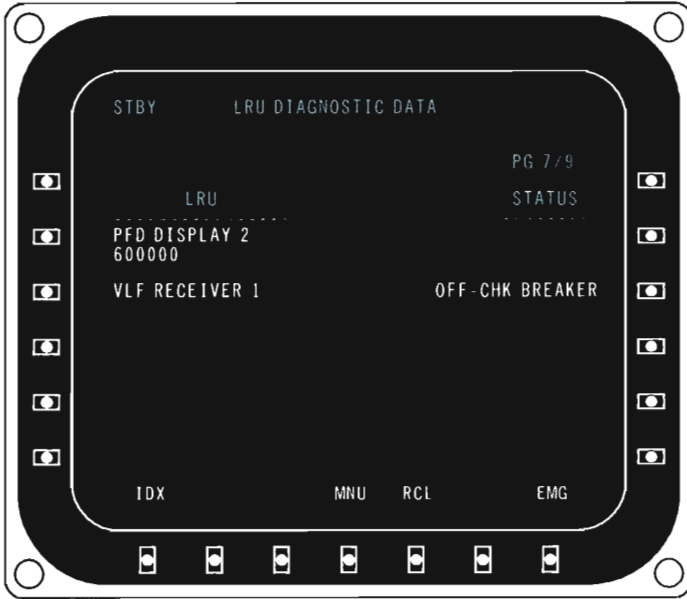 STBY LRU DIAGNOSTIC DATA
PG 7/9
LRU STATUS
PFD DISPLAY 2
600000
VLF RECEIVER 1 OFF-CHK BREAKER
IDX MNU RCL EMG